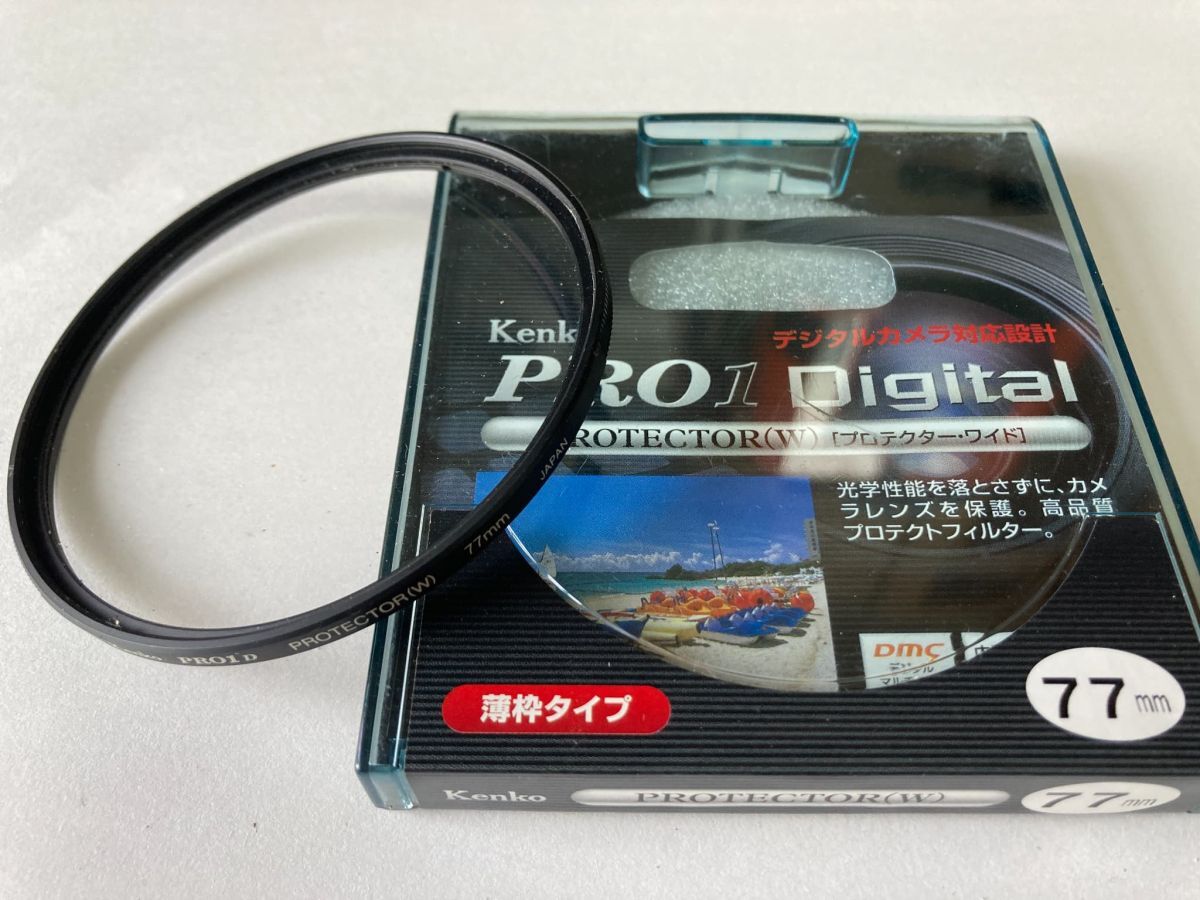 Kenk
デジタルカメラ対応設計
PRO1 Digital
ROTECTOR(W) [プロテクター・ワイド]
光学性能を落とさずに、カメ
ラレンズを保護。高品質
プロテクトフィルター。
JAPAN
77mm
PROTECTOR(W)
PRO1D
DMC
薄枠タイプ
77mm
Kenko PROTECTOR(W) 77mm